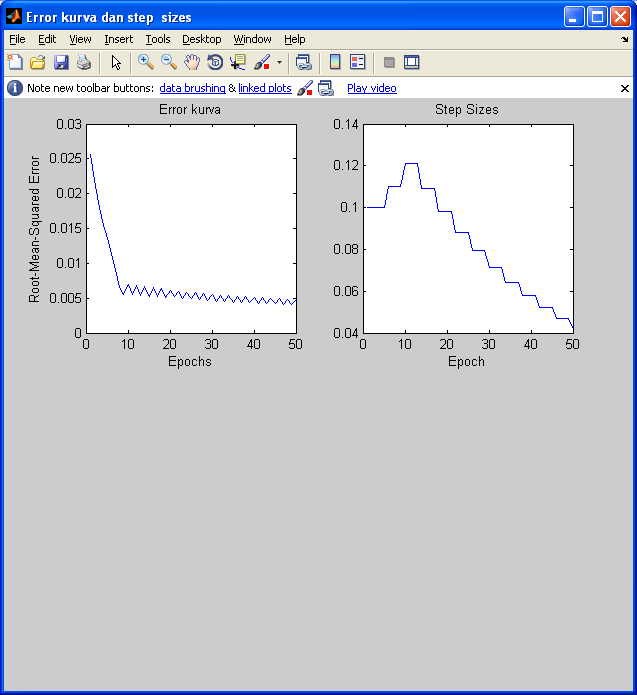 Error kurva dan step sizes
File Edit View Insert Tools Desktop Window Help
Note new toolbar buttons: data brushing & linked plots Play video
Error kurva
0.03
0.025
0.02
0.015
0.01
0.005
0
0 10 20 30 40 50
Root-Mean-Squared Error
Epochs
Step Sizes
0.14
0.12
0.1
0.08
0.06
0.04
0 10 20 30 40 50
Epoch